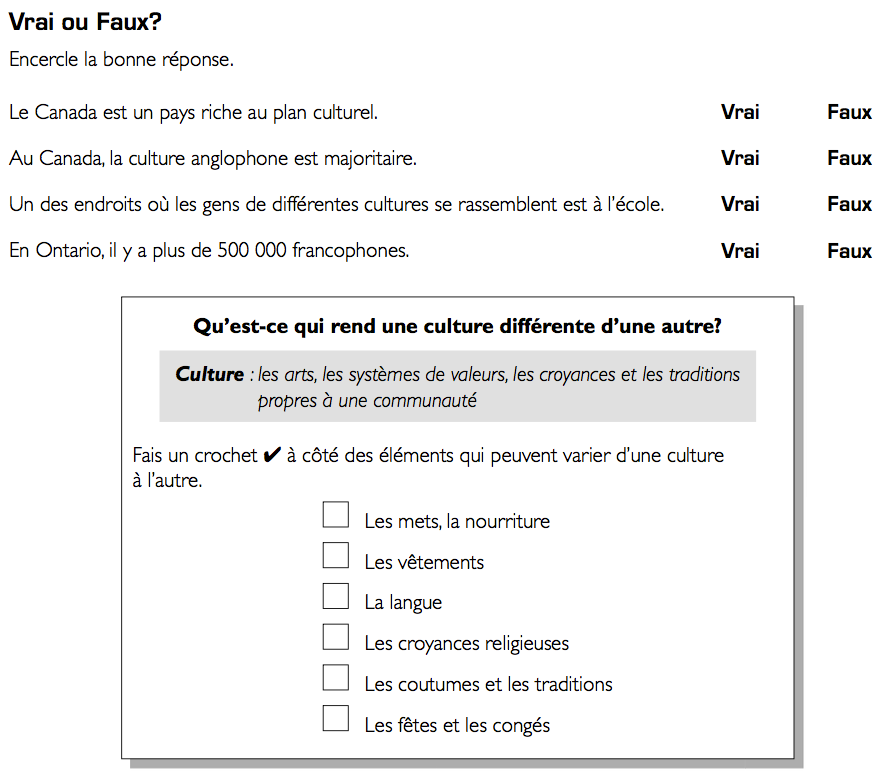 Vrai ou Faux?
Encercle la bonne réponse.
Le Canada est un pays riche au plan culturel. Vrai Faux
Au Canada, la culture anglophone est majoritaire. Vrai Faux
Un des endroits où les gens de différentes cultures se rassemblent est à l'école. Vrai Faux
En Ontario, il y a plus de 500 000 francophones. Vrai Faux
Qu'est-ce qui rend une culture différente d'une autre?
Culture : les arts, les systèmes de valeurs, les croyances et les traditions
propres à une communauté
Fais un crochet ✔ à côté des éléments qui peuvent varier d'une culture
à l'autre.
Les mets, la nourriture
Les vêtements
La langue
Les croyances religieuses
Les coutumes et les traditions
Les fêtes et les congés